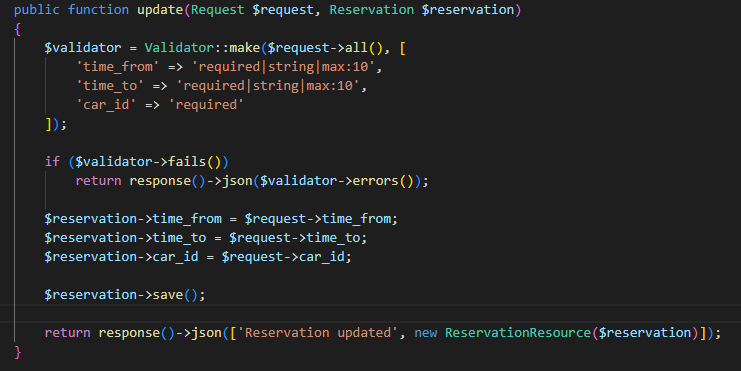 public function update(Request $request, Reservation $reservation)
{
    $validator = Validator::make($request->all(), [
        'time_from' => 'required|string|max:10',
        'time_to' => 'required|string|max:10',
        'car_id' => 'required'
    ]);
    if ($validator->fails())
        return response()->json($validator->errors());
    $reservation->time_from = $request->time_from;
    $reservation->time_to = $request->time_to;
    $reservation->car_id = $request->car_id;
    $reservation->save();
    return response()->json(['Reservation updated', new ReservationResource($reservation)]);
}